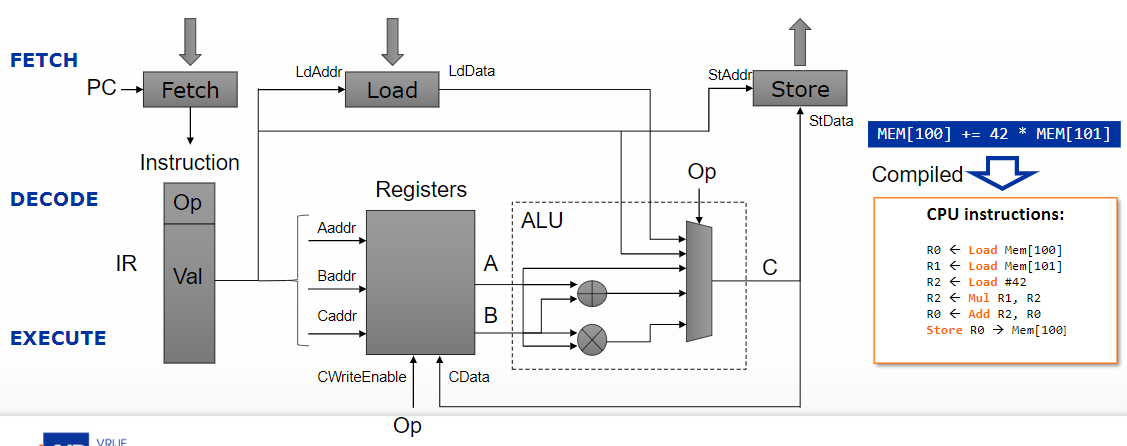 FETCH
PC
Fetch
LdAddr
Load
LdData
StAddr
Store
StData
MEM[100] += 42 * MEM[101]
Compiled
Instruction
DECODE
Op
IR
Val
EXECUTE
Registers
Aaddr
Baddr
Caddr
A
B
CWriteEnable
CData
Op
ALU
Op
C
CPU instructions:
R0 ← Load Mem[100]
R1 ← Load Mem[101]
R2 ← Load #42
R2 ← Mul R1, R2
R0 ← Add R2, R0
Store R0 → Mem[100]